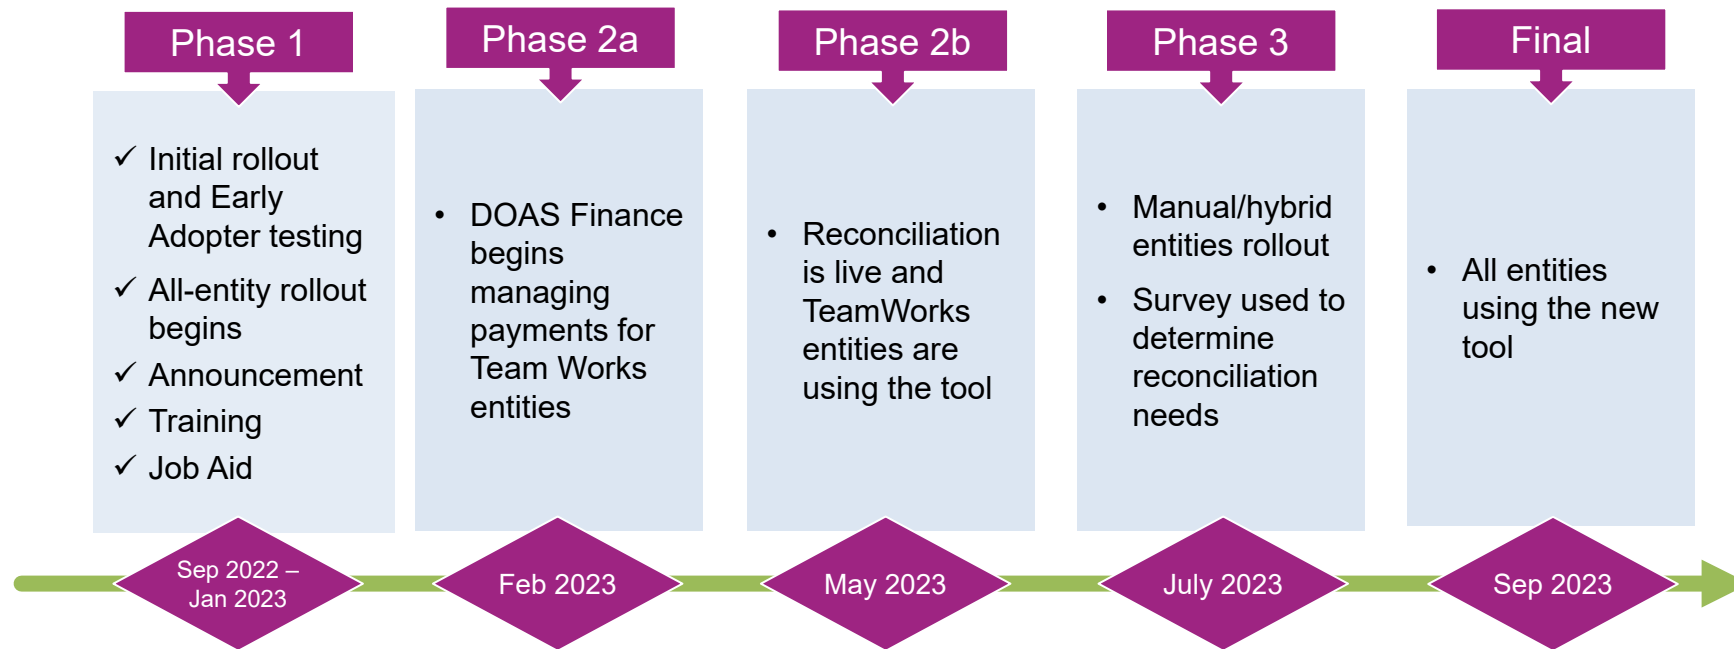 Phase 1
✓ Initial rollout
and Early
Adopter testing
✓ All-entity rollout
begins
✓ Announcement
✓ Training
✓ Job Aid
Sep 2022 –
Jan 2023
Phase 2a
• DOAS Finance
begins
managing
payments for
Team Works
entities
Feb 2023
Phase 2b
• Reconciliation
is live and
TeamWorks
entities are
using the tool
May 2023
Phase 3
• Manual/hybrid
entities rollout
• Survey used to
determine
reconciliation
needs
July 2023
Final
• All entities
using the new
tool
Sep 2023